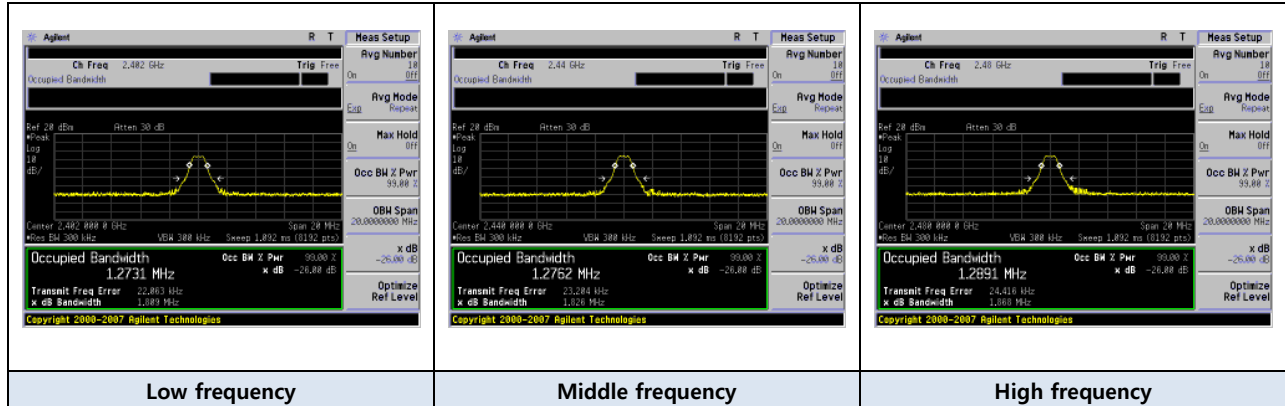 Agilent R T Meas Setup
Ch Freq 2.402 GHz Trig Free
Occupied Bandwidth
Avg Number
10
On Off
Avg Mode
Exp Repeat
Ref 20 dBm Atten 30 dB
*Peak
Log
10
dB/
Max Hold
On Off
Occ BW % Pwr
99.00 %
OBW Span
20.0000000 MHz
Center 2.402 000 0 GHz Span 20 MHz
*Res BW 300 kHz VBW 300 kHz Sweep 1.092 ms (8192 pts)
x dB
-26.00 dB
Occupied Bandwidth Occ BW % Pwr 99.00 %
1.2731 MHz x dB -26.00 dB
Transmit Freq Error 22.063 kHz
x dB Bandwidth 1.809 MHz
Optimize
Ref Level
Copyright 2000-2007 Agilent Technologies
Low frequency
Agilent R T Meas Setup
Ch Freq 2.44 GHz Trig Free
Occupied Bandwidth
Avg Number
10
On Off
Avg Mode
Exp Repeat
Ref 20 dBm Atten 30 dB
*Peak
Log
10
dB/
Max Hold
On Off
Occ BW % Pwr
99.00 %
OBW Span
20.0000000 MHz
Center 2.440 000 0 GHz Span 20 MHz
*Res BW 300 kHz VBW 300 kHz Sweep 1.092 ms (8192 pts)
x dB
-26.00 dB
Occupied Bandwidth Occ BW % Pwr 99.00 %
1.2762 MHz x dB -26.00 dB
Transmit Freq Error 23.204 kHz
x dB Bandwidth 1.826 MHz
Optimize
Ref Level
Copyright 2000-2007 Agilent Technologies
Middle frequency
Agilent R T Meas Setup
Ch Freq 2.48 GHz Trig Free
Occupied Bandwidth
Avg Number
10
On Off
Avg Mode
Exp Repeat
Ref 20 dBm Atten 30 dB
*Peak
Log
10
dB/
Max Hold
On Off
Occ BW % Pwr
99.00 %
OBW Span
20.0000000 MHz
Center 2.480 000 0 GHz Span 20 MHz
*Res BW 300 kHz VBW 300 kHz Sweep 1.092 ms (8192 pts)
x dB
-26.00 dB
Occupied Bandwidth Occ BW % Pwr 99.00 %
1.2891 MHz x dB -26.00 dB
Transmit Freq Error 24.416 kHz
x dB Bandwidth 1.868 MHz
Optimize
Ref Level
Copyright 2000-2007 Agilent Technologies
High frequency